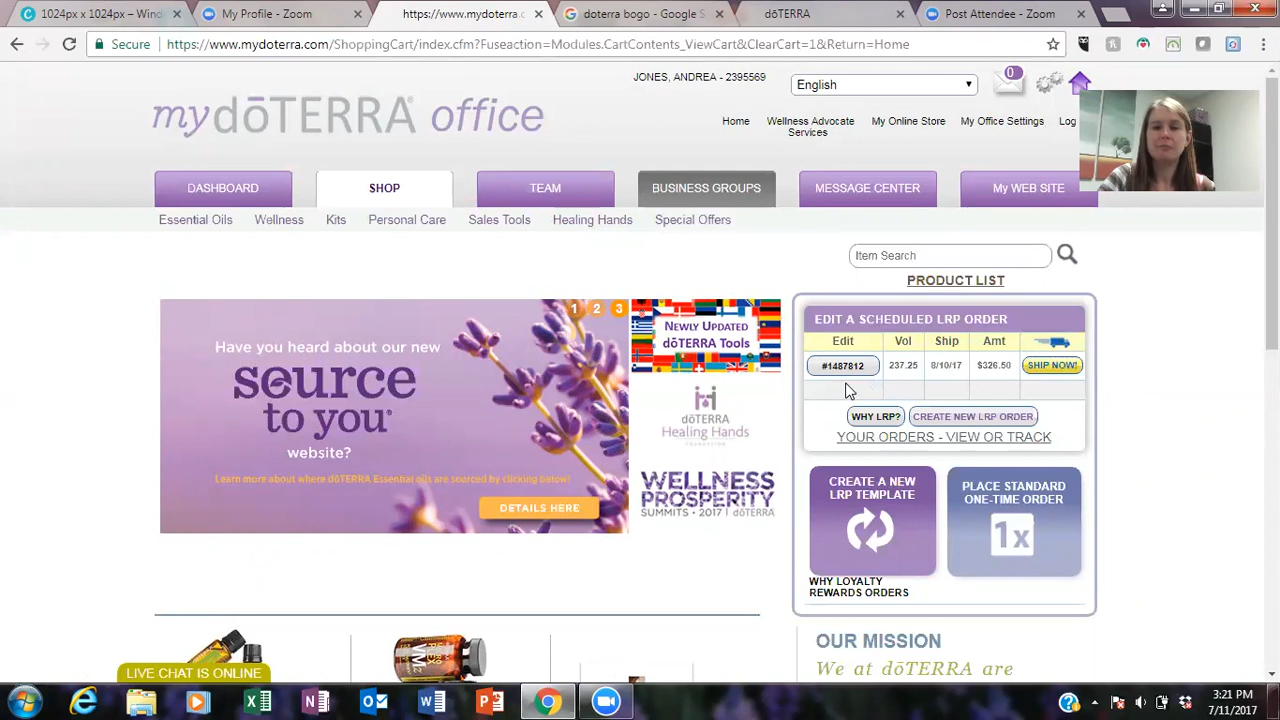 1024px x 1024px – Wind
My Profile - Zoom
https://www.mydoterra.c
doterra bogo - Google S
dōTERRA
Post Attendee - Zoom
Secure
https://www.mydoterra.com/ShoppingCart/index.cfm?Fuseaction=Modules.CartContents_ViewCart&ClearCart=1&Return=Home
JONES, ANDREA - 2395569
English
0
mydōTERRA® office
Home
Wellness Advocate Services
My Online Store
My Office Settings
Log
DASHBOARD
SHOP
TEAM
BUSINESS GROUPS
MESSAGE CENTER
My WEB SITE
Essential Oils
Wellness
Kits
Personal Care
Sales Tools
Healing Hands
Special Offers
Item Search
PRODUCT LIST
1 2 3
Have you heard about our new
source
to you®
website?
Learn more about where dōTERRA Essential oils are sourced by clicking below!
DETAILS HERE
NEWLY UPDATED
dōTERRA Tools
dōTERRA
Healing Hands
FOUNDATION
WELLNESS
PROSPERITY
SUMMITS • 2017 | dōTERRA
EDIT A SCHEDULED LRP ORDER
Edit Vol Ship Amt
#1487812 237.25 8/10/17 $326.50 SHIP NOW!
WHY LRP? CREATE NEW LRP ORDER
YOUR ORDERS - VIEW OR TRACK
CREATE A NEW
LRP TEMPLATE
PLACE STANDARD
ONE-TIME ORDER
1x
WHY LOYALTY
REWARDS ORDERS
OUR MISSION
We at dōTERRA are
LIVE CHAT IS ONLINE
3:21 PM
7/11/2017